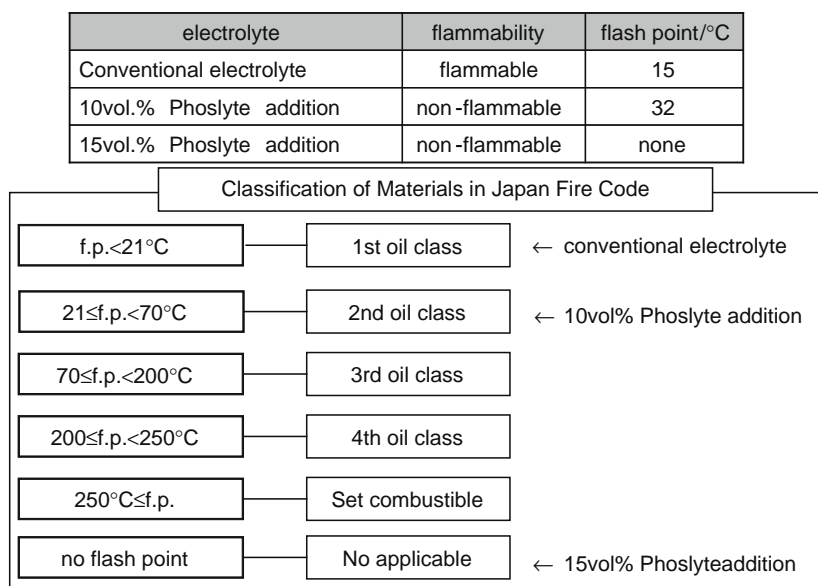 electrolyte flammability flash point/°C
Conventional electrolyte flammable 15
10vol.% Phoslyte addition non-flammable 32
15vol.% Phoslyte addition non-flammable none
Classification of Materials in Japan Fire Code
f.p.<21°C 1st oil class ← conventional electrolyte
21≤f.p.<70°C 2nd oil class ← 10vol% Phoslyte addition
70≤f.p.<200°C 3rd oil class
200≤f.p.<250°C 4th oil class
250°C≤f.p. Set combustible
no flash point No applicable ← 15vol% Phoslyteaddition